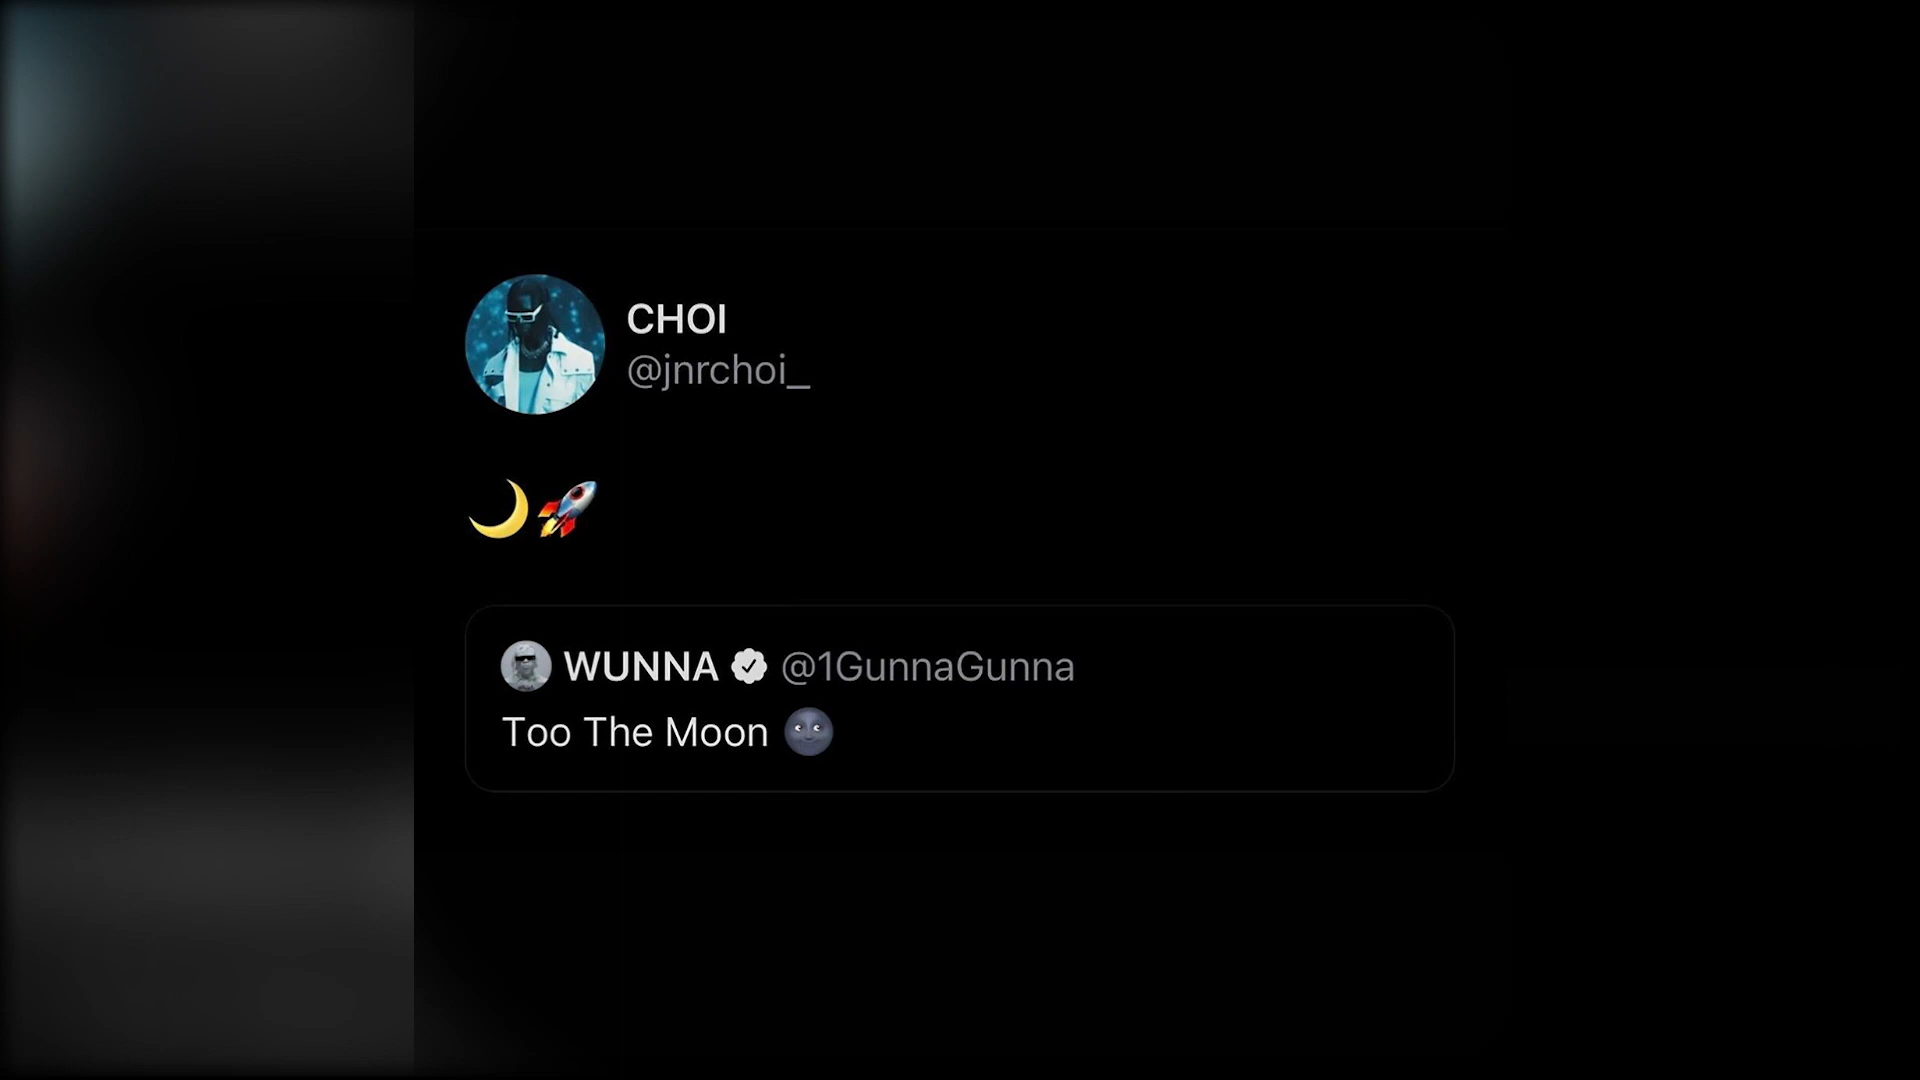 CHOI
@jnrchoi_
🌙🚀
WUNNA @1GunnaGunna
Too The Moon 🌚